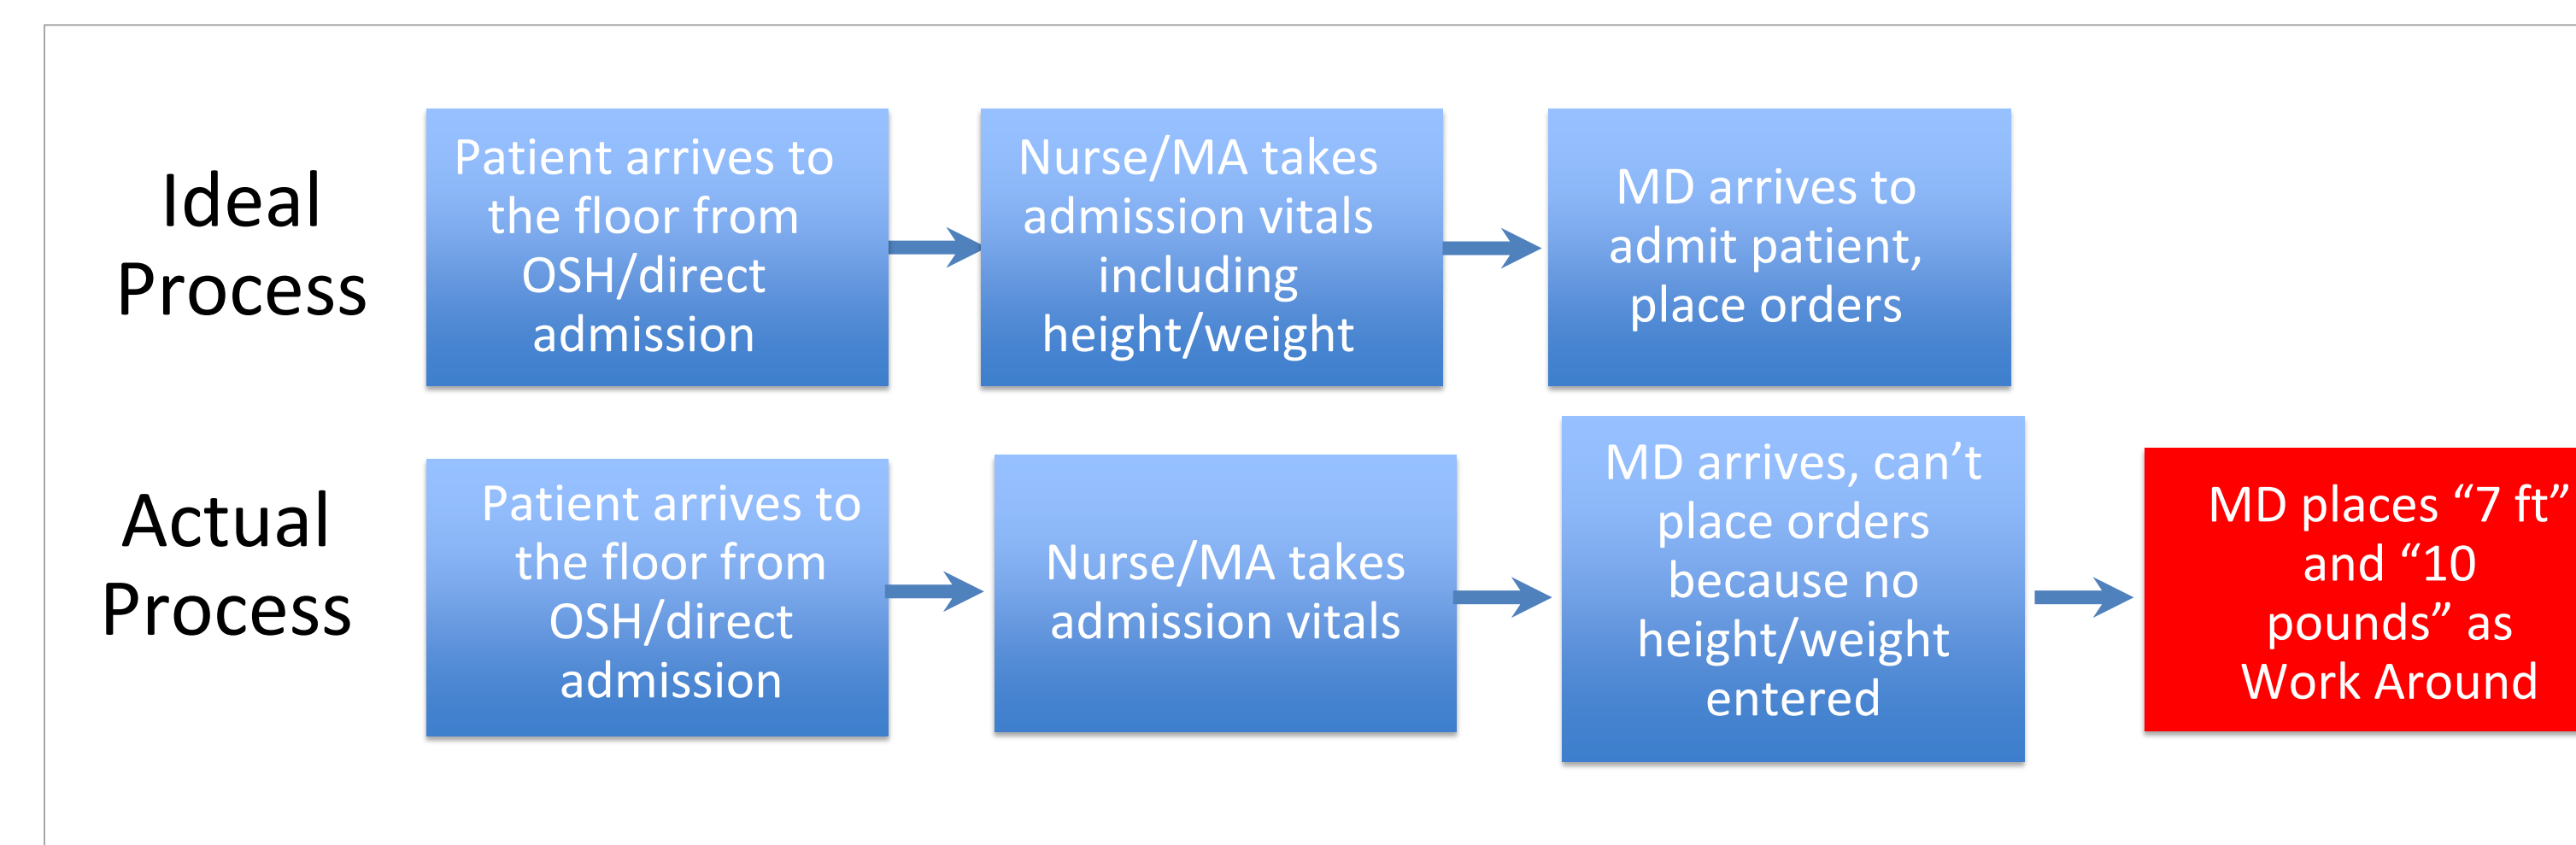 Ideal
Process
Patient arrives to
the floor from
OSH/direct
admission
Nurse/MA takes
admission vitals
including
height/weight
MD arrives to
admit patient,
place orders
Actual
Process
Patient arrives to
the floor from
OSH/direct
admission
Nurse/MA takes
admission vitals
MD arrives, can’t
place orders
because no
height/weight
entered
MD places “7 ft”
and “10
pounds” as
Work Around